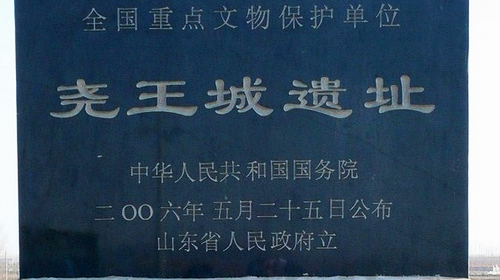 全国重点文物保护单位
尧王城遗址
中华人民共和国国务院
二〇〇六年五月二十五日公布
山东省人民政府立